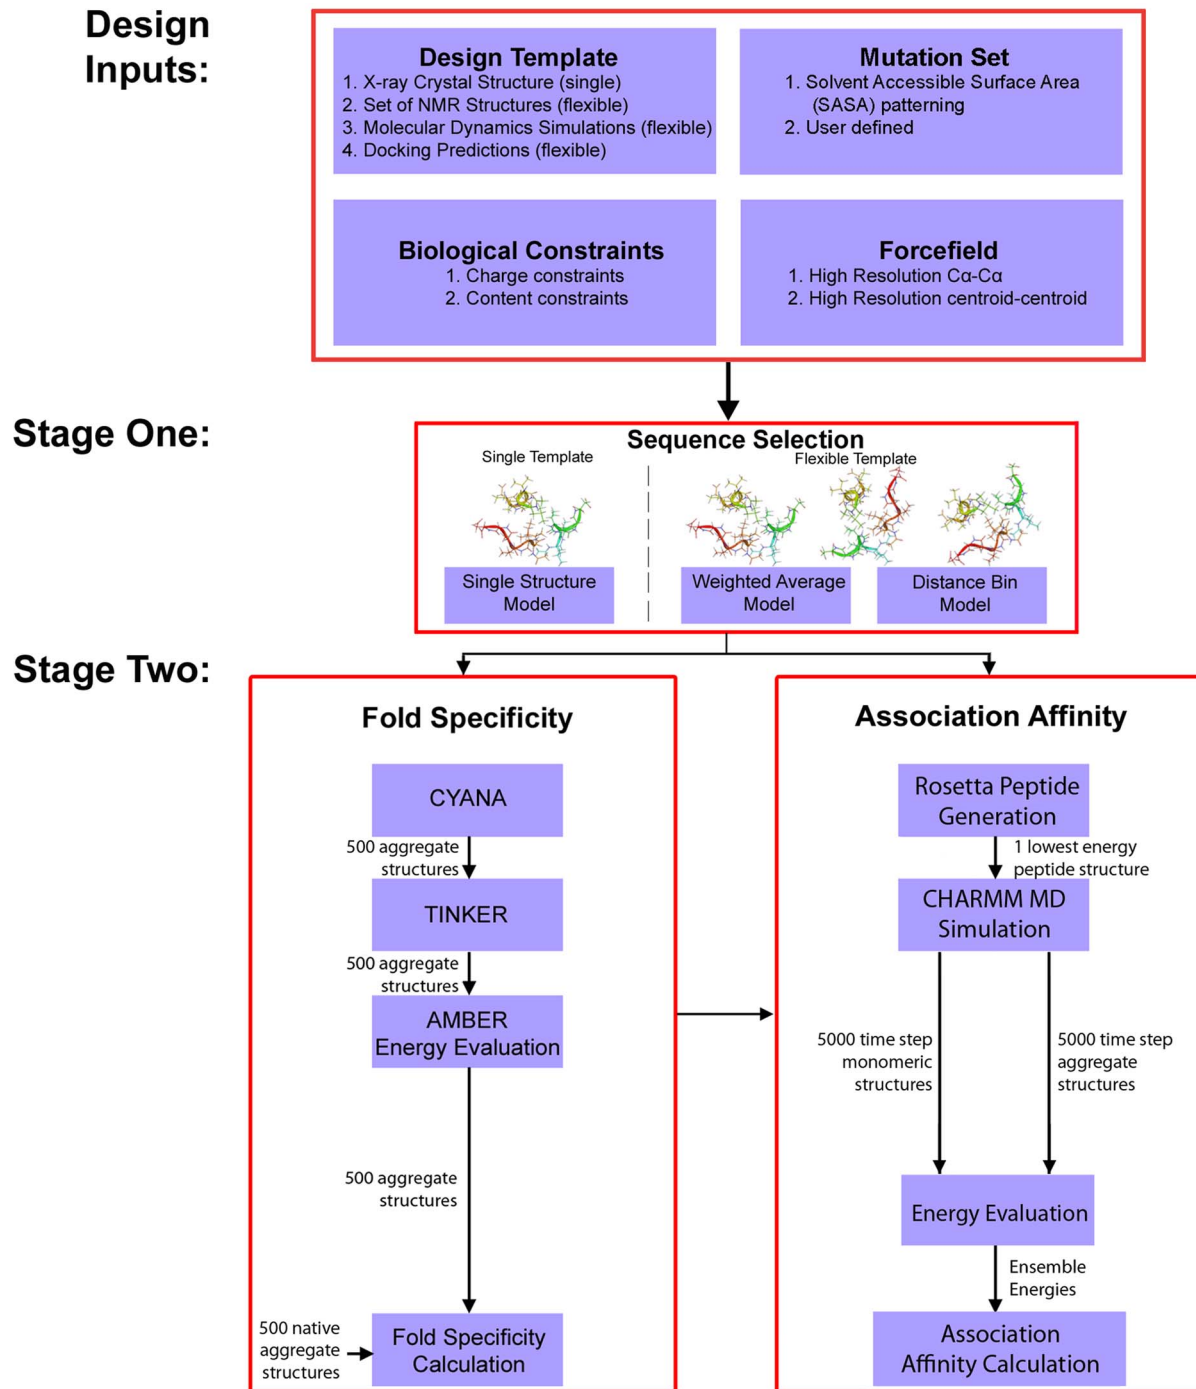 Design
Inputs:
Design Template
1. X-ray Crystal Structure (single)
2. Set of NMR Structures (flexible)
3. Molecular Dynamics Simulations (flexible)
4. Docking Predictions (flexible)
Mutation Set
1. Solvent Accessible Surface Area
(SASA) patterning
2. User defined
Biological Constraints
1. Charge constraints
2. Content constraints
Forcefield
1. High Resolution Cα-Cα
2. High Resolution centroid-centroid
Stage One:
Sequence Selection
Single Template
Flexible Template
Single Structure
Model
Weighted Average
Model
Distance Bin
Model
Stage Two:
Fold Specificity
CYANA
500 aggregate
structures
TINKER
500 aggregate
structures
AMBER
Energy Evaluation
500 aggregate
structures
500 native
aggregate
structures
Fold Specificity
Calculation
Association Affinity
Rosetta Peptide
Generation
1 lowest energy
peptide structure
CHARMM MD
Simulation
5000 time step
monomeric
structures
5000 time step
aggregate
structures
Energy Evaluation
Ensemble
Energies
Association
Affinity Calculation